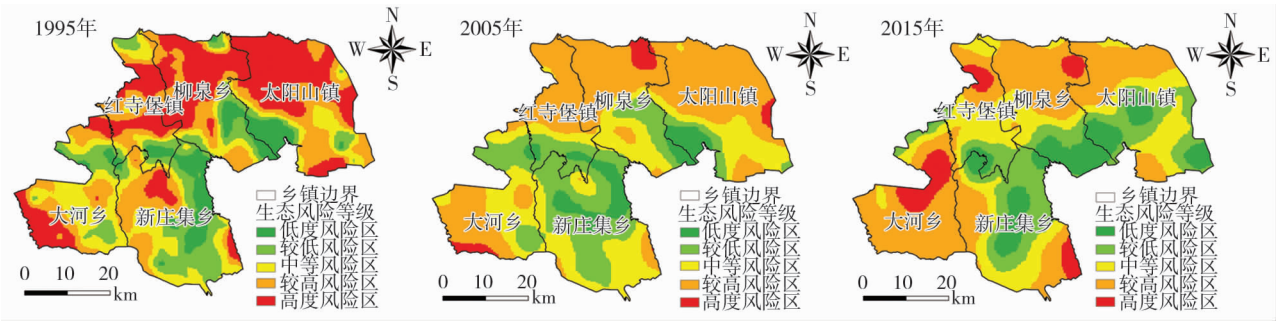 1995年
N
W
E
S
红寺堡镇
柳泉乡
太阳山镇
大河乡
新庄集乡
乡镇边界
生态风险等级
低度风险区
较低风险区
中等风险区
较高风险区
高度风险区
0 10 20
km
2005年
N
W
E
S
红寺堡镇
柳泉乡
太阳山镇
大河乡
新庄集乡
乡镇边界
生态风险等级
低度风险区
较低风险区
中等风险区
较高风险区
高度风险区
0 10 20
km
2015年
N
W
E
S
红寺堡镇
柳泉乡
太阳山镇
大河乡
新庄集乡
乡镇边界
生态风险等级
低度风险区
较低风险区
中等风险区
较高风险区
高度风险区
0 10 20
km